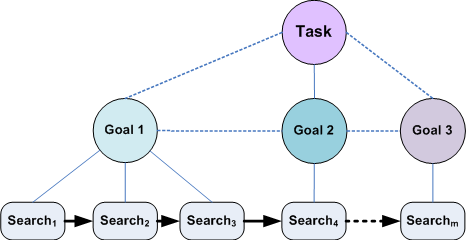 Task
Goal 1
Goal 2
Goal 3
Search₁
Search₂
Search₃
Search₄
Searchₘ